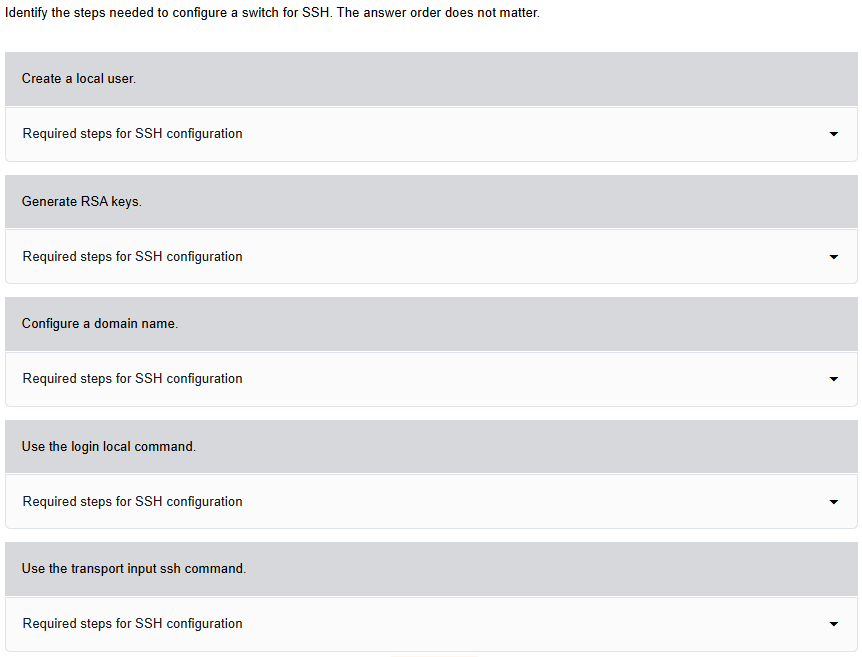 Identify the steps needed to configure a switch for SSH. The answer order does not matter.
Create a local user.
Required steps for SSH configuration
Generate RSA keys.
Required steps for SSH configuration
Configure a domain name.
Required steps for SSH configuration
Use the login local command.
Required steps for SSH configuration
Use the transport input ssh command.
Required steps for SSH configuration